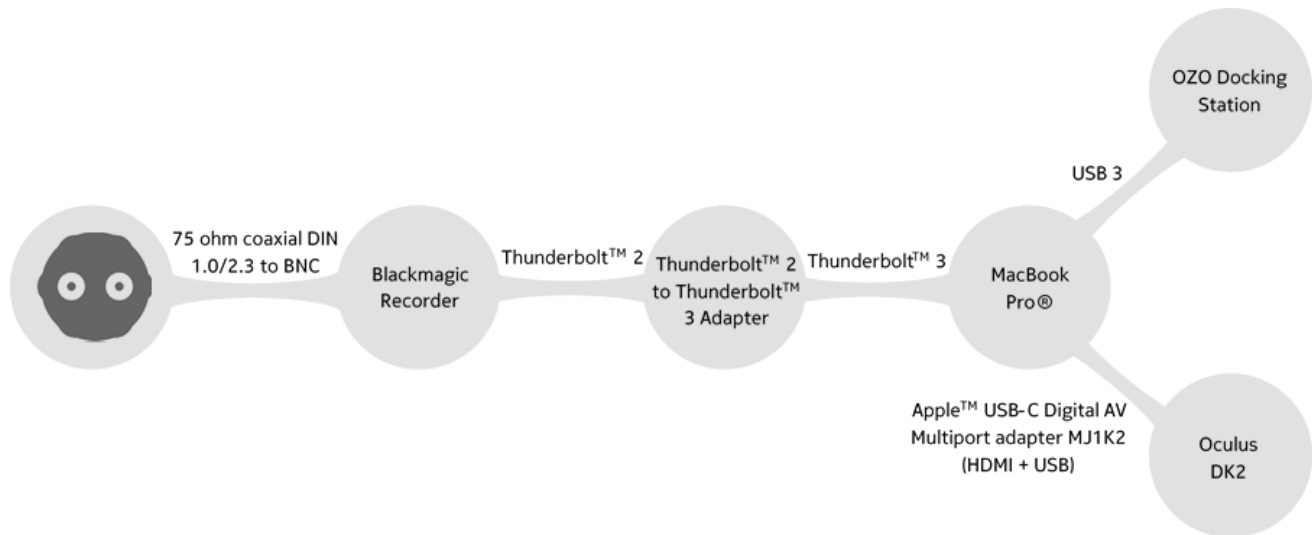 OZO Docking
Station
USB 3
75 ohm coaxial DIN
1.0/2.3 to BNC
Blackmagic
Recorder
Thunderbolt™ 2
Thunderbolt™ 2
to Thunderbolt™
3 Adapter
Thunderbolt™ 3
MacBook
Pro®
Apple™ USB-C Digital AV
Multiport adapter MJ1K2
(HDMI + USB)
Oculus
DK2